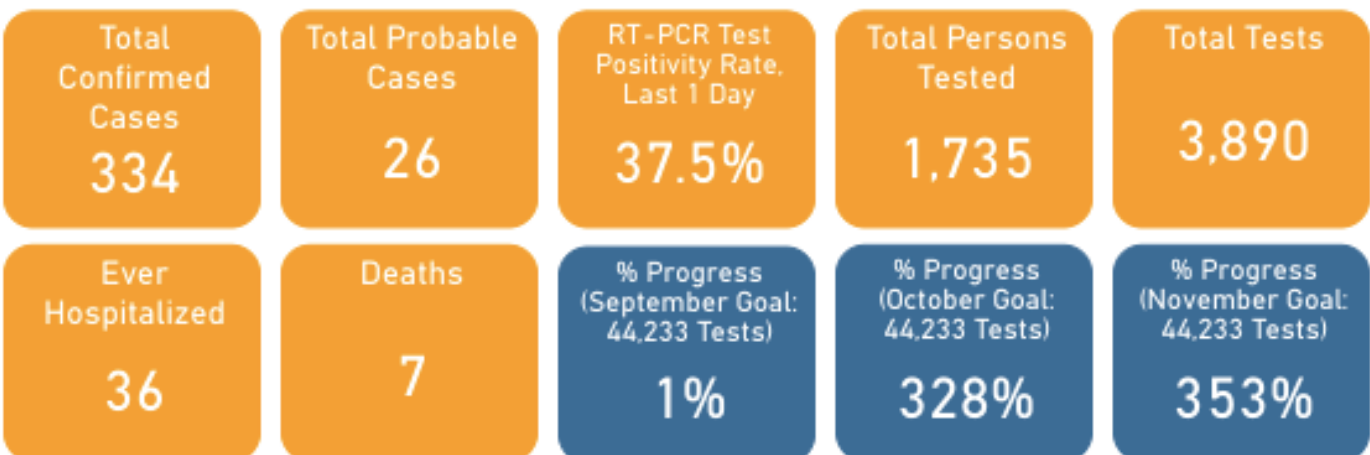 Total
Confirmed
Cases
334
Total Probable
Cases
26
RT-PCR Test
Positivity Rate,
Last 1 Day
37.5%
Total Persons
Tested
1,735
Total Tests
3,890
Ever
Hospitalized
36
Deaths
7
% Progress
(September Goal:
44,233 Tests)
1%
% Progress
(October Goal:
44,233 Tests)
328%
% Progress
(November Goal:
44,233 Tests)
353%